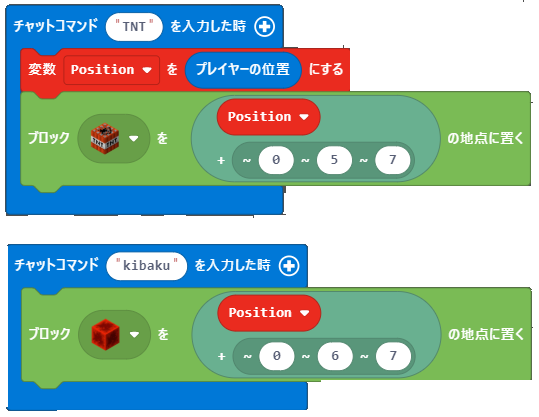 チャットコマンド "TNT" を入力した時
変数 Position を プレイヤーの位置 にする
ブロック を Position の地点に置く
+ ~ 0 ~ 5 ~ 7
チャットコマンド "kibaku" を入力した時
ブロック を Position の地点に置く
+ ~ 0 ~ 6 ~ 7